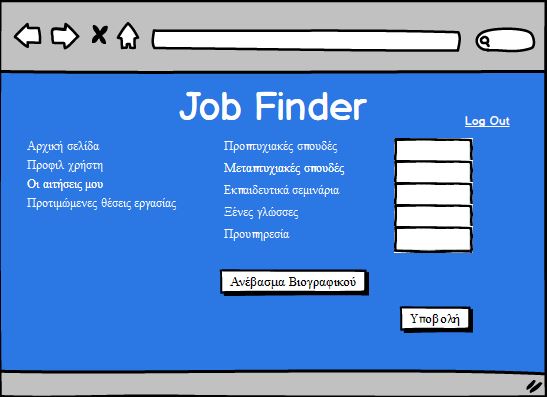 Job Finder
Log Out
Αρχική σελίδα
Προφιλ χρήστη
Οι αιτήσεις μου
Προτιμώμενες θέσεις εργασίας
Προπτυχιακές σπουδές
Μεταπτυχιακές σπουδές
Εκπαιδευτικά σεμινάρια
Ξένες γλώσσες
Προυπηρεσία
Ανέβασμα Βιογραφικού
Υποβολή